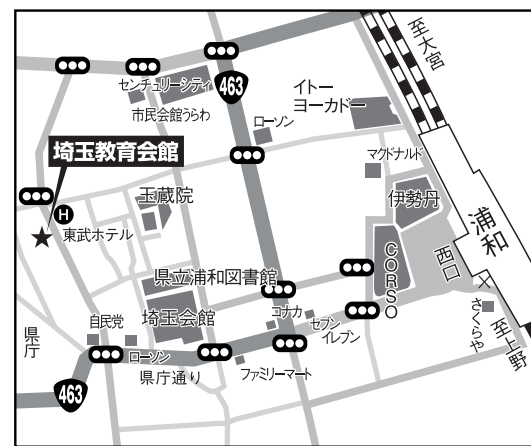 至大宮
463
センチュリーシティ
市民会館うらわ
イトー
ヨーカドー
ローソン
埼玉教育会館
マクドナルド
玉蔵院
伊勢丹
H
東武ホテル
浦和
西口
CORSO
県立浦和図書館
埼玉会館
コナカ
セブン
イレブン
さくらや
至上野
自民党
県庁
ローソン
県庁通り
ファミリーマート
463